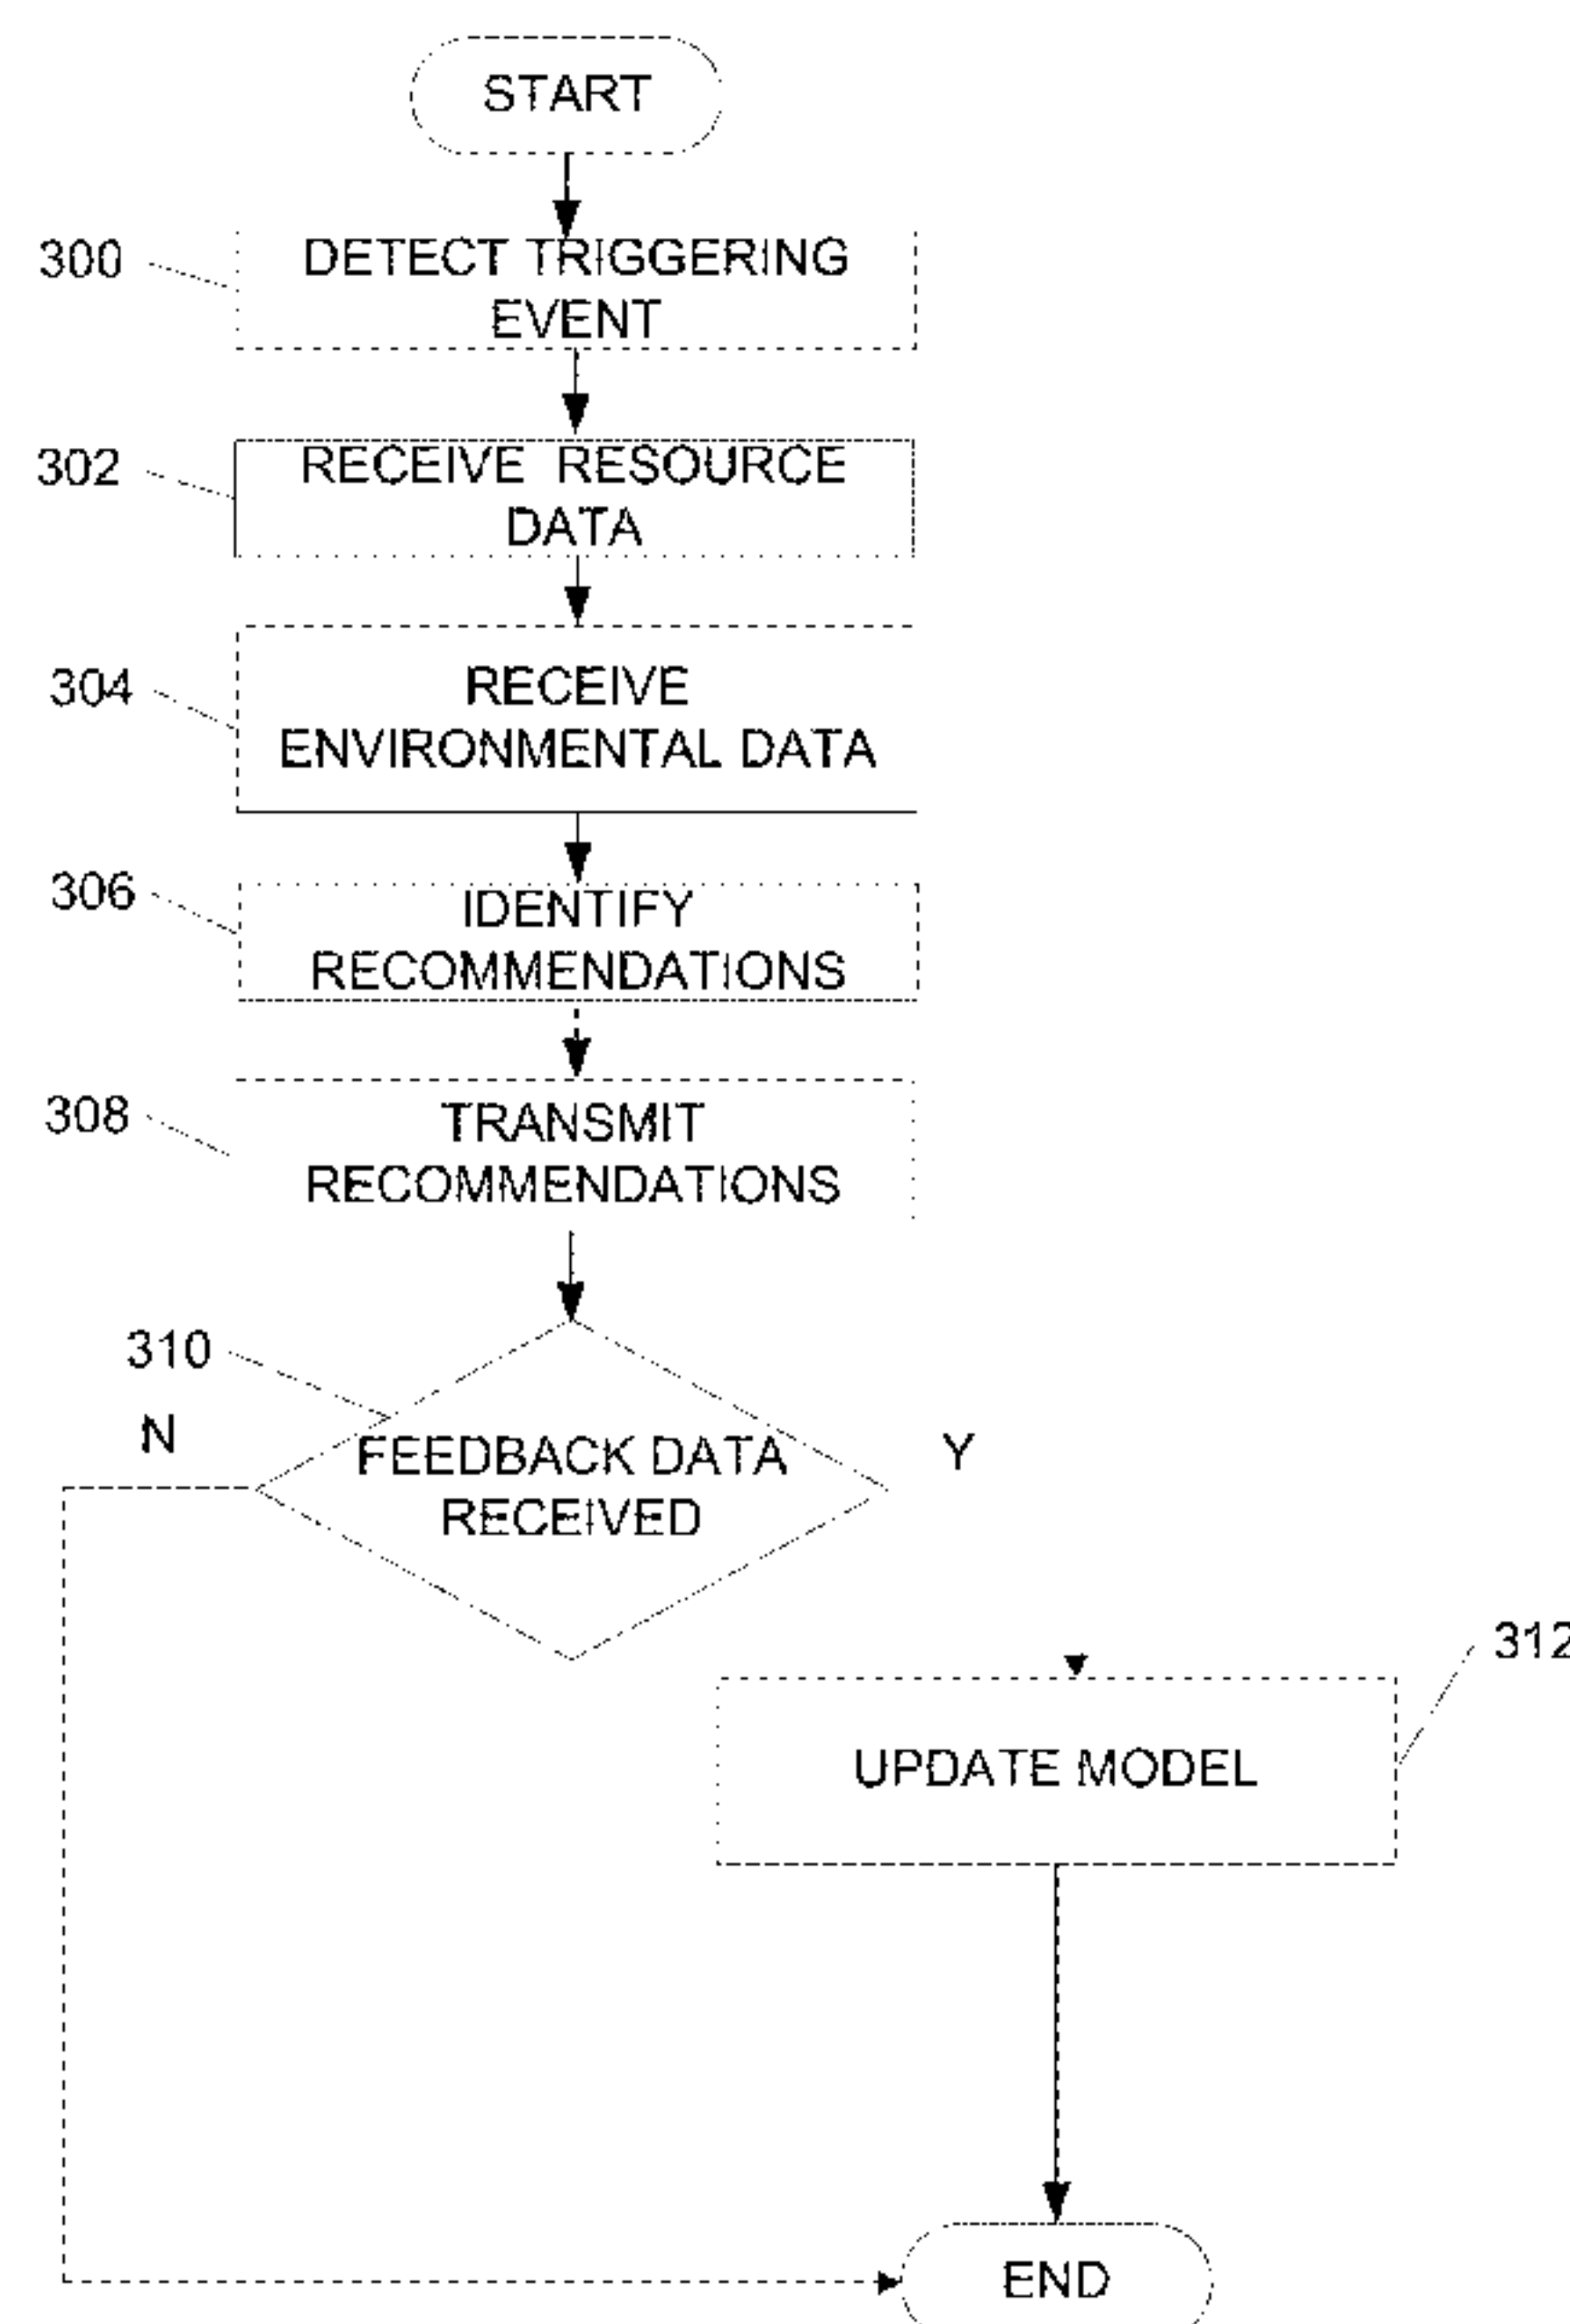 START
300
DETECT TRIGGERING
EVENT
302
RECEIVE RESOURCE
DATA
304
RECEIVE
ENVIRONMENTAL DATA
306
IDENTIFY
RECOMMENDATIONS
308
TRANSMIT
RECOMMENDATIONS
310
N
FEEDBACK DATA
RECEIVED
Y
312
UPDATE MODEL
END